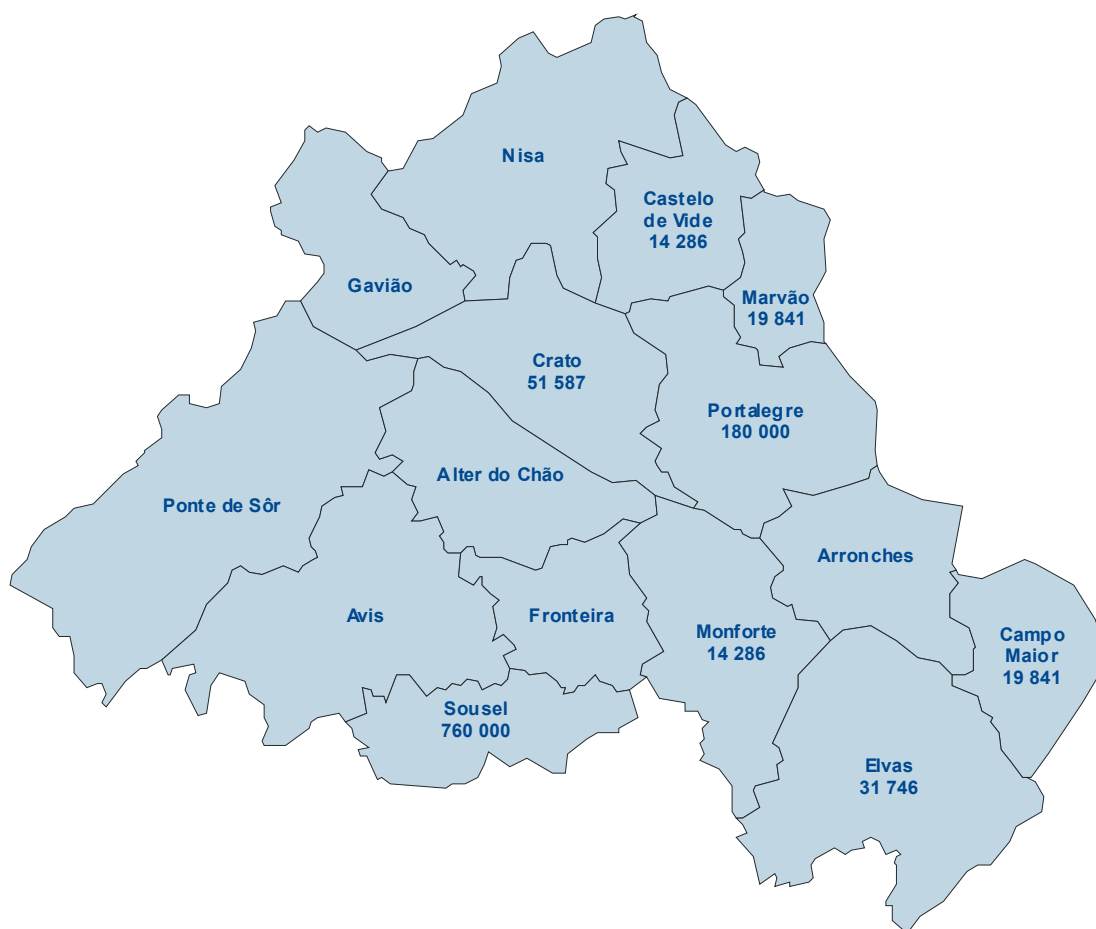 Nisa
Castelo
de Vide
14 286
Gavião
Marvão
19 841
Crato
51 587
Portalegre
180 000
Alter do Chão
Ponte de Sôr
Arronches
Avis
Fronteira
Monforte
14 286
Campo
Maior
19 841
Sousel
760 000
Elvas
31 746